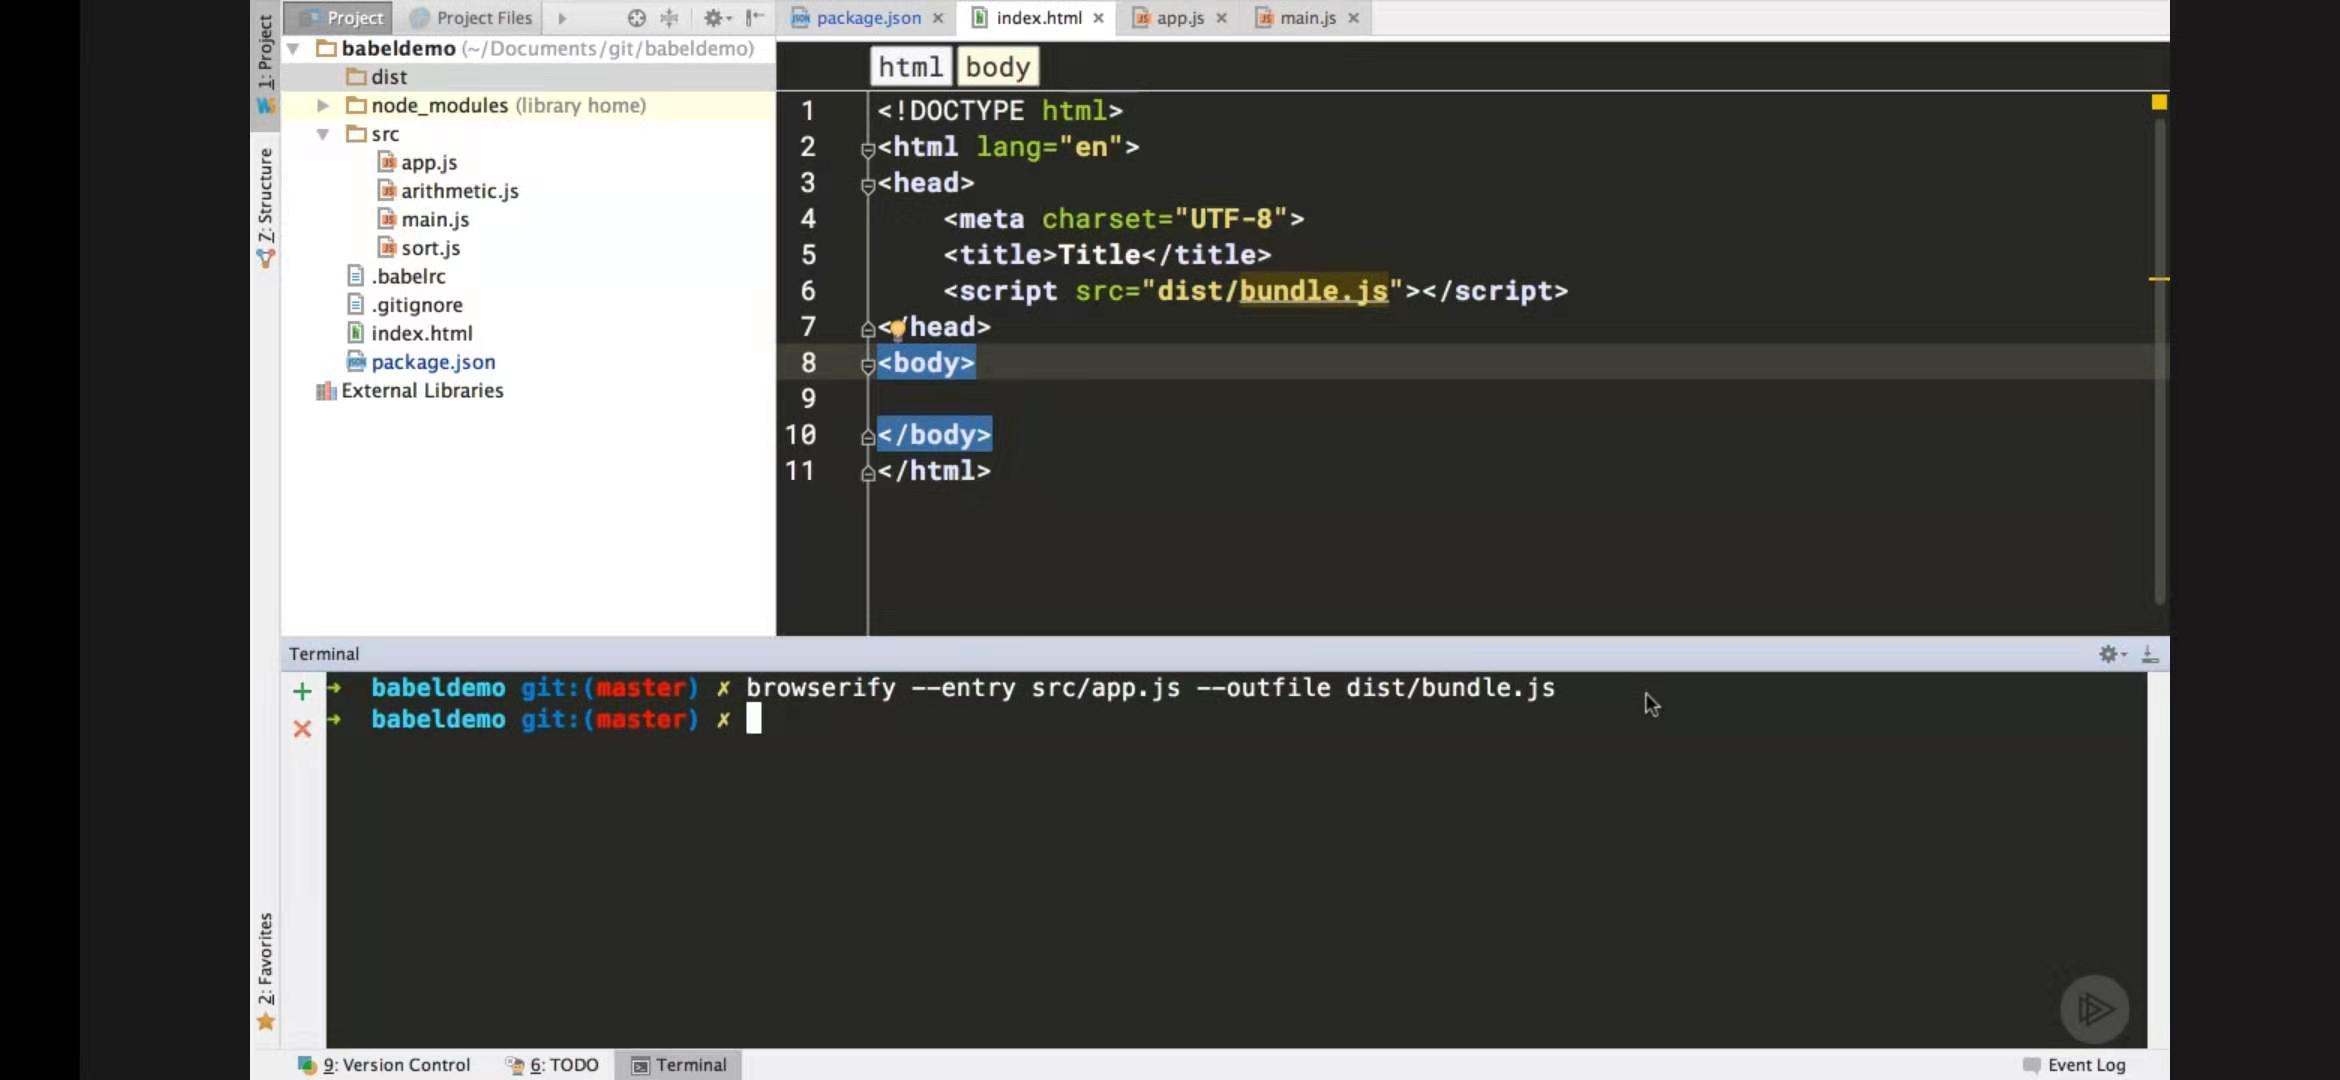 Project
Project Files
package.json
index.html
app.js
main.js
1: Project
babeldemo (~/Documents/git/babeldemo)
dist
node_modules (library home)
src
app.js
arithmetic.js
main.js
sort.js
.babelrc
.gitignore
index.html
package.json
External Libraries
7: Structure
2: Favorites
html body
1 <!DOCTYPE html>
2 <html lang="en">
3 <head>
4 <meta charset="UTF-8">
5 <title>Title</title>
6 <script src="dist/bundle.js"></script>
7 </head>
8 <body>
9
10 </body>
11 </html>
Terminal
➜ babeldemo git:(master) ✗ browserify --entry src/app.js --outfile dist/bundle.js
➜ babeldemo git:(master) ✗
9: Version Control
6: TODO
Terminal
Event Log